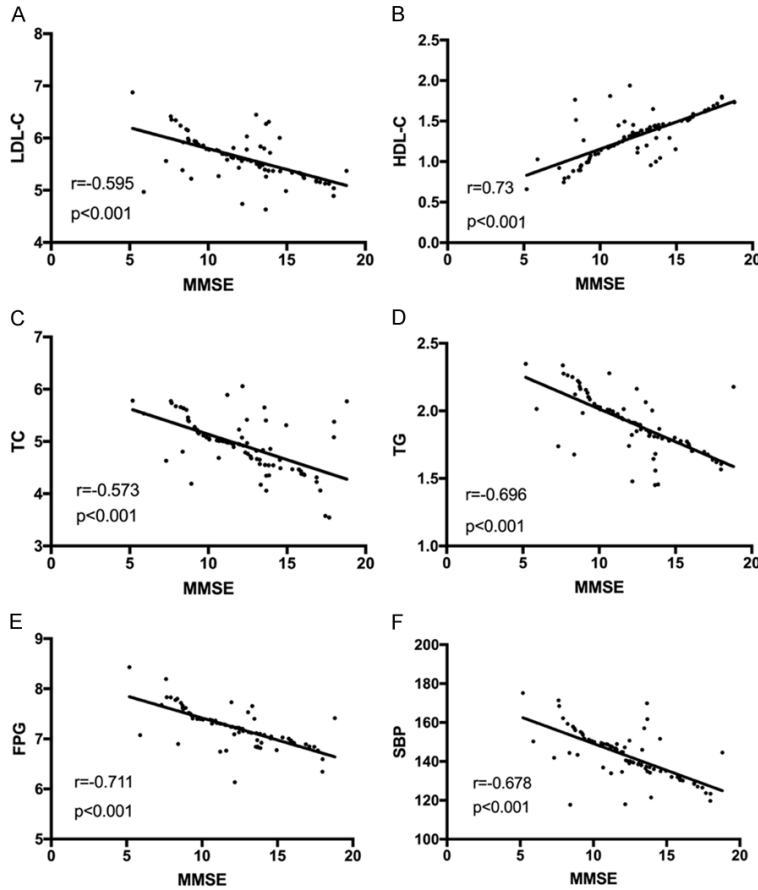 A
8
7
6
5
4
LDL-C
r=-0.595
p<0.001
0 5 10 15 20
MMSE
B
2.5
2.0
1.5
1.0
0.5
0.0
HDL-C
r=0.73
p<0.001
0 5 10 15 20
MMSE
C
7
6
5
4
3
TC
r=-0.573
p<0.001
0 5 10 15 20
MMSE
D
2.5
2.0
1.5
1.0
TG
r=-0.696
p<0.001
0 5 10 15 20
MMSE
E
9
8
7
6
5
FPG
r=-0.711
p<0.001
0 5 10 15 20
MMSE
F
200
180
160
140
120
100
SBP
r=-0.678
p<0.001
0 5 10 15 20
MMSE